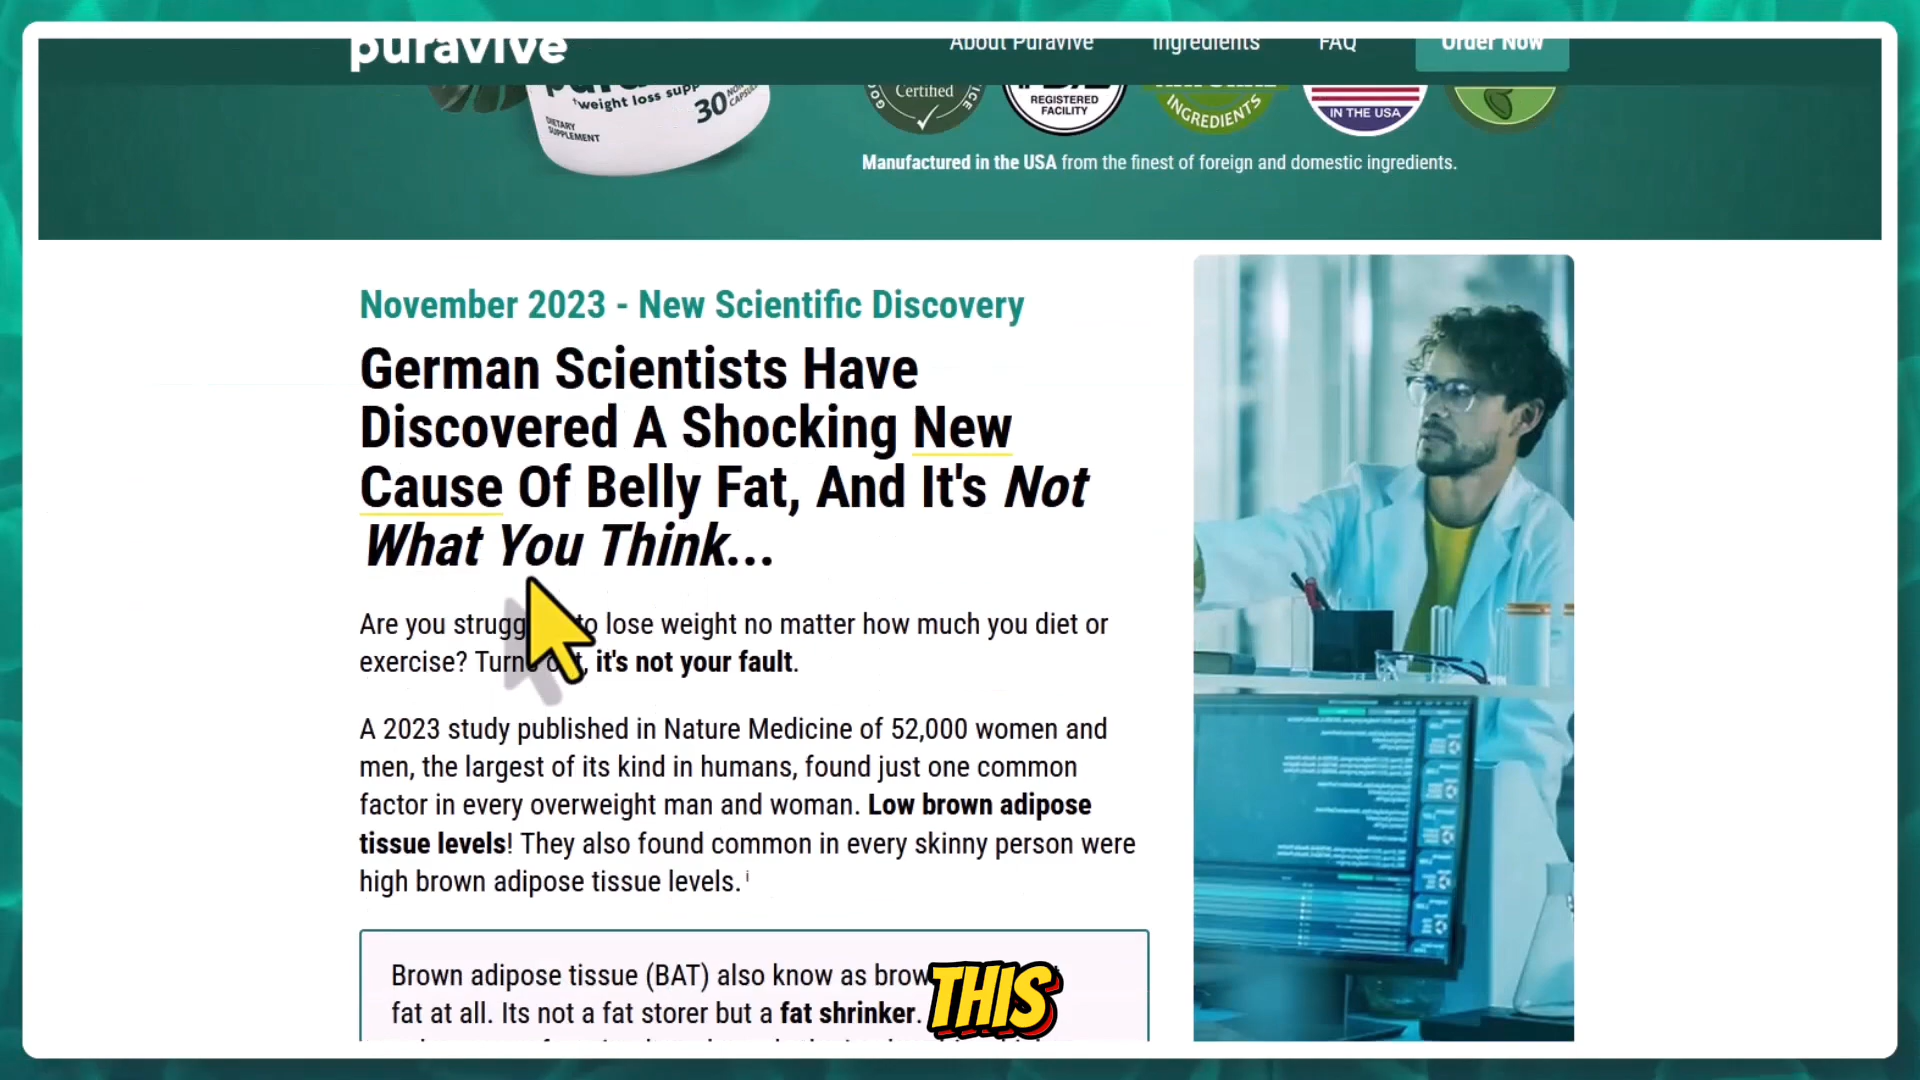 puravive
About Puravive
Ingredients
FAQ
Order Now
weight loss supp
30
DIETARY
SUPPLEMENT
Certified
REGISTERED
FACILITY
INGREDIENTS
IN THE USA
Manufactured in the USA from the finest of foreign and domestic ingredients.
November 2023 - New Scientific Discovery
German Scientists Have
Discovered A Shocking New
Cause Of Belly Fat, And It's Not
What You Think...
Are you to lose weight no matter how much you diet or
exercise? it's not your fault.
A 2023 study published in Nature Medicine of 52,000 women and
men, the largest of its kind in humans, found just one common
factor in every overweight man and woman. Low brown adipose
tissue levels! They also found common in every skinny person were
high brown adipose tissue levels. i
Brown adipose tissue (BAT) also know as
fat at all. Its not a fat storer but a fat shrinker.
THIS